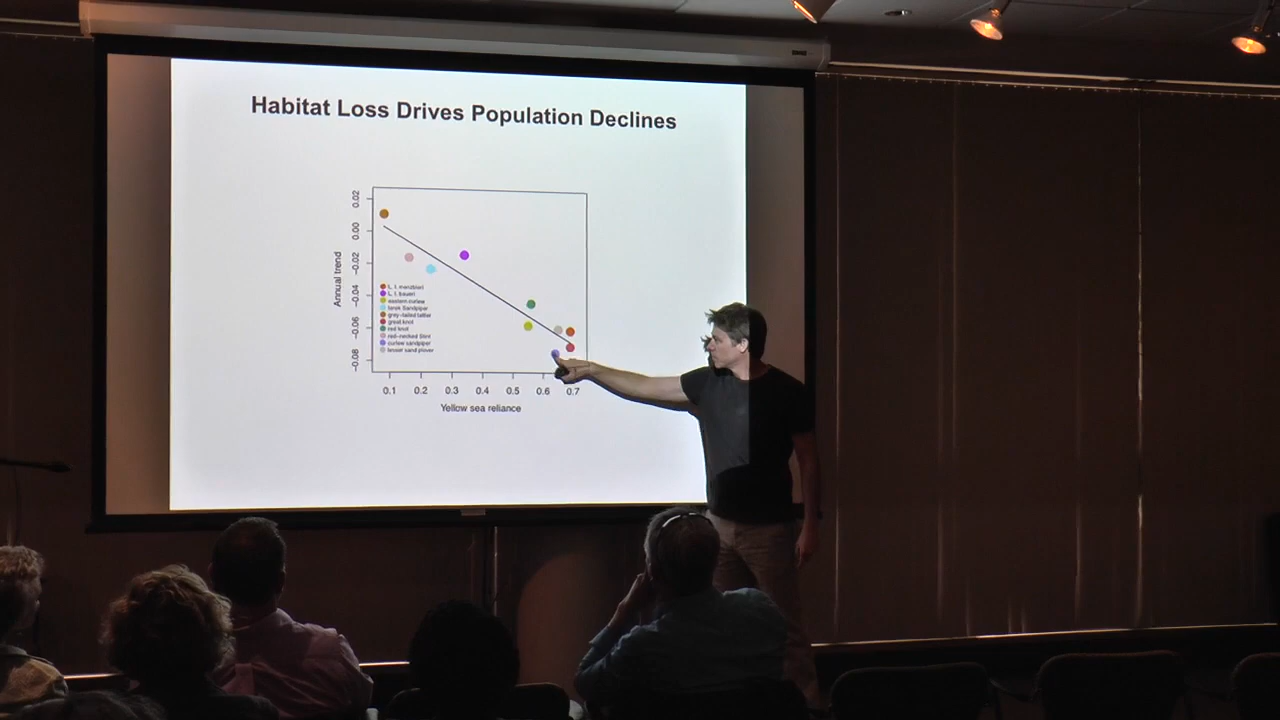 Habitat Loss Drives Population Declines
0.02
0.00
-0.02
-0.04
-0.06
-0.08
Annual trend
L. l. menzbieri
L. l. baueri
eastern curlew
terek Sandpiper
grey-tailed tattler
great knot
red knot
red-necked Stint
curlew sandpiper
lesser sand plover
0.1 0.2 0.3 0.4 0.5 0.6 0.7
Yellow sea reliance